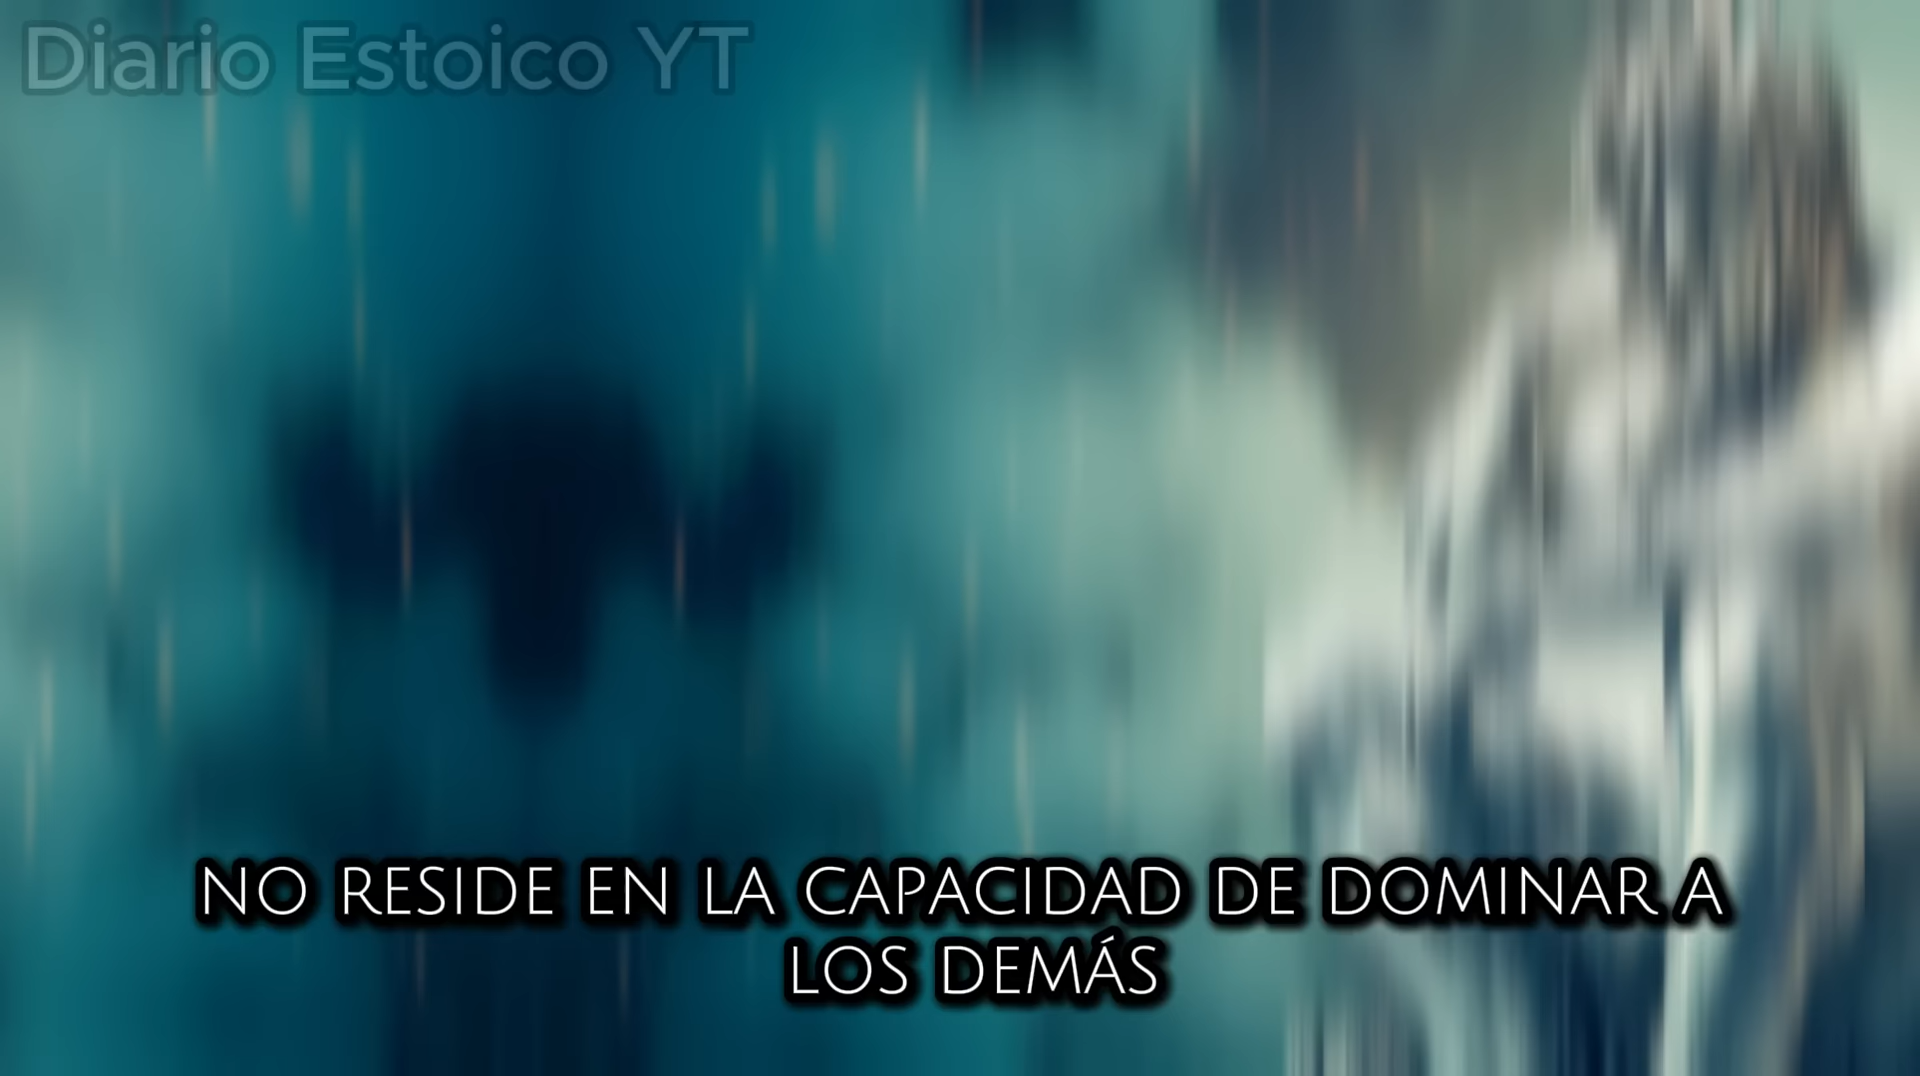 Diario Estoico YT
NO RESIDE EN LA CAPACIDAD DE DOMINAR A
LOS DEMÁS